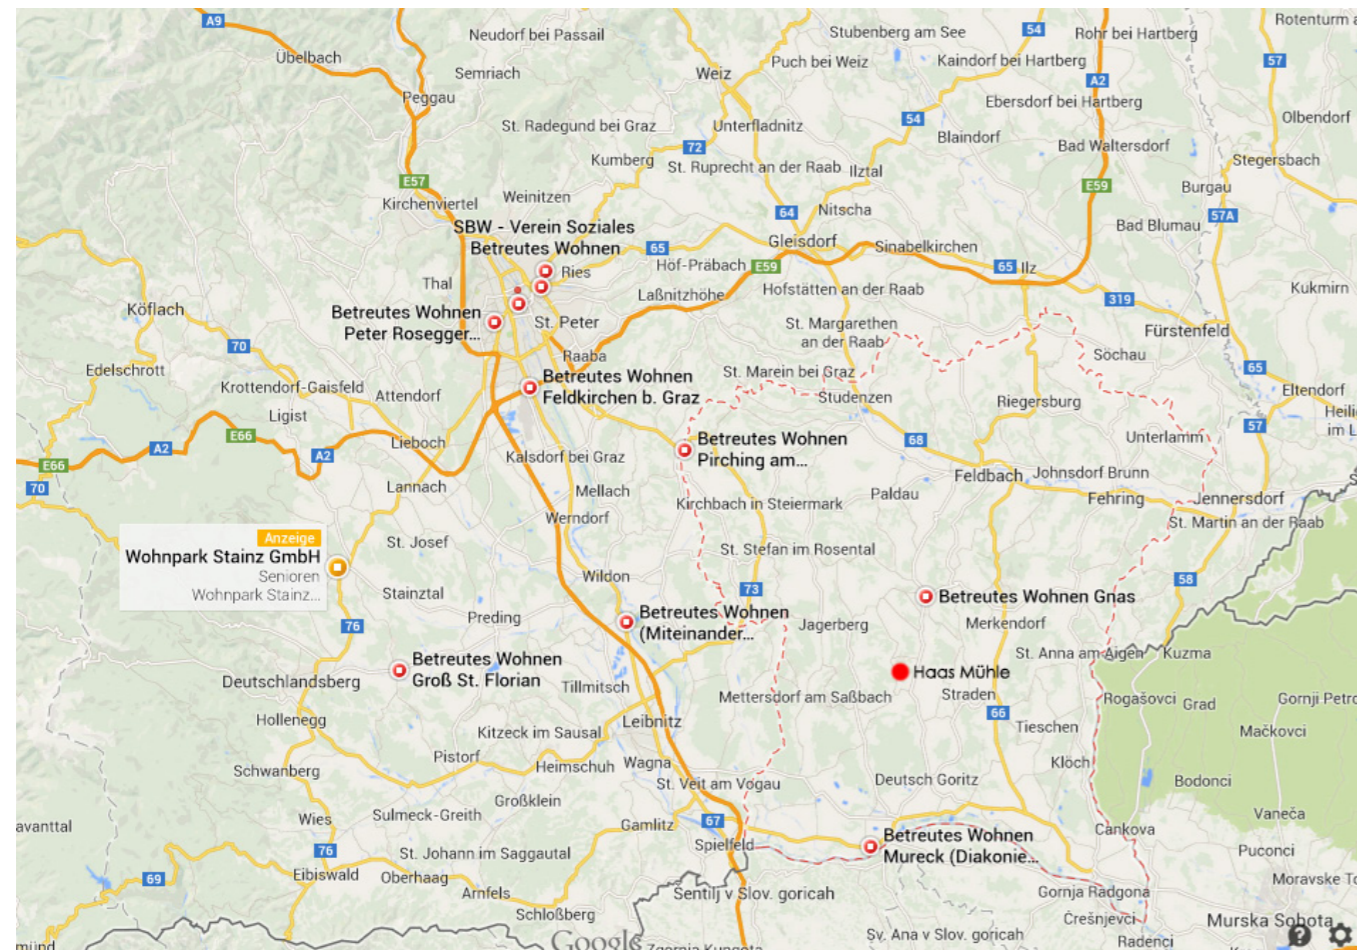 A9
Neudorf bei Passail
Stubenberg am See
54
Rohr bei Hartberg
Rotenturm a
Übelbach
Semriach
Weiz
Puch bei Weiz
Kaindorf bei Hartberg
57
A2
Peggau
Ebersdorf bei Hartberg
54
Olbendorf
St. Radegund bei Graz
Unterfladnitz
Blaindorf
72
Bad Waltersdorf
Kumberg
St. Ruprecht an der Raab
Ilztal
Stegersbach
E57
E59
Burgau
Kirchenviertel
Weinitzen
64
Nitscha
57A
SBW - Verein Soziales
Betreutes Wohnen
Bad Blumau
65
Gleisdorf
Sinabelkirchen
Ries
Höf-Präbach
E59
65
Ilz
Thal
Laßnitzhöhe
Hofstätten an der Raab
Kukmirn
319
Köflach
Betreutes Wohnen
Peter Rosegger...
St. Peter
St. Margarethen
an der Raab
Fürstenfeld
70
Raaba
Söchau
Edelschrott
Betreutes Wohnen
Feldkirchen b. Graz
St. Marein bei Graz
65
Krottendorf-Gaisfeld
Attendorf
Studenzen
Riegersburg
Eltendorf
Ligist
Heili
im L
57
E66
Lieboch
Betreutes Wohnen
Pirching am...
68
Unterlamm
A2
A2
E66
Kalsdorf bei Graz
70
Lannach
Mellach
Paldau
Feldbach
Johnsdorf Brunn
Kirchbach in Steiermark
Fehring
Jennersdorf
Werndorf
St. Martin an der Raab
Anzeige
Wohnpark Stainz GmbH
Senioren
Wohnpark Stainz...
St. Josef
St. Stefan im Rosental
Wildon
73
58
Stainztal
Betreutes Wohnen Gnas
Preding
Betreutes Wohnen
(Miteinander...
76
Jagerberg
Merkendorf
St. Anna am Aigen
Kuzma
Betreutes Wohnen
Groß St. Florian
Haas Mühle
Deutschlandsberg
Tillmitsch
Mettersdorf am Saßbach
Straden
Rogašovci
Grad
Gornji Petro
66
Hollenegg
Leibnitz
Tieschen
Kitzeck im Sausal
Mačkovci
Pistorf
Heimschuh
Wagna
Klöch
Schwanberg
St. Veit am Vogau
Deutsch Goritz
Bodonci
Großklein
Wies
Sulmeck-Greith
Gamlitz
67
Vaneča
avanttal
Betreutes Wohnen
Mureck (Diakonie...
Cankova
76
Spielfeld
St. Johann im Saggautal
Puconci
69
Eibiswald
Oberhaag
Arnfels
Sentilj v Slov. goricah
Gornja Radgona
Moravske To
Schloßberg
Črešnjevci
Murska Sobota
Google
Zgornja Kungota
Sv. Ana v Slov. goricah
Radenci
münd
?